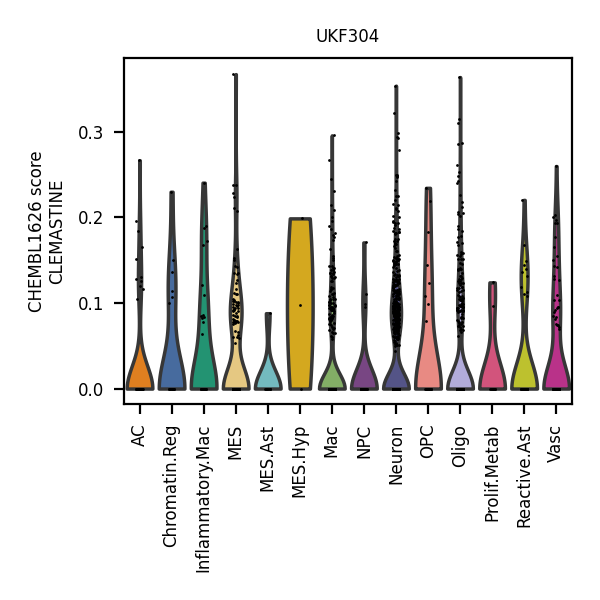 UKF304
CHEMBL1626 score
CLEMASTINE
0.3
0.2
0.1
0.0
AC
Chromatin.Reg
Inflammatory.Mac
MES
MES.Ast
MES.Hyp
Mac
NPC
Neuron
OPC
Oligo
Prolif.Metab
Reactive.Ast
Vasc